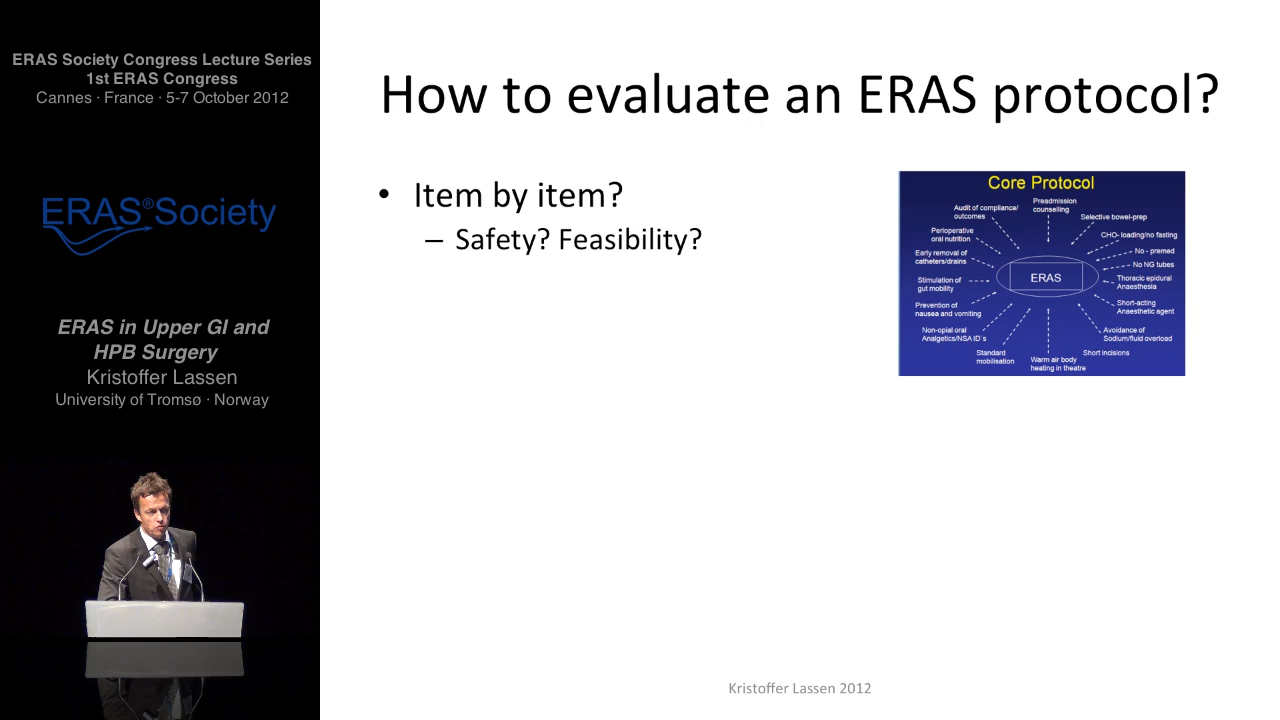 ERAS Society Congress Lecture Series
1st ERAS Congress
Cannes · France · 5-7 October 2012
ERAS®Society
ERAS in Upper GI and
HPB Surgery
Kristoffer Lassen
University of Tromsø · Norway
How to evaluate an ERAS protocol?
• Item by item?
– Safety? Feasibility?
Core Protocol
Audit of compliance/
outcomes
Preadmission
counselling
Selective bowel-prep
Perioperative
oral nutrition
CHO- loading/no fasting
Early removal of
catheters/drains
No - premed
No NG tubes
Stimulation of
gut mobility
ERAS
Thoracic epidural
Anaesthesia
Prevention of
nausea and vomiting
Short-acting
Anaesthetic agent
Non-opial oral
Analgetics/NSA ID´s
Avoidance of
Sodium/fluid overload
Standard
mobilisation
Warm air body
heating in theatre
Short incisions
Kristoffer Lassen 2012